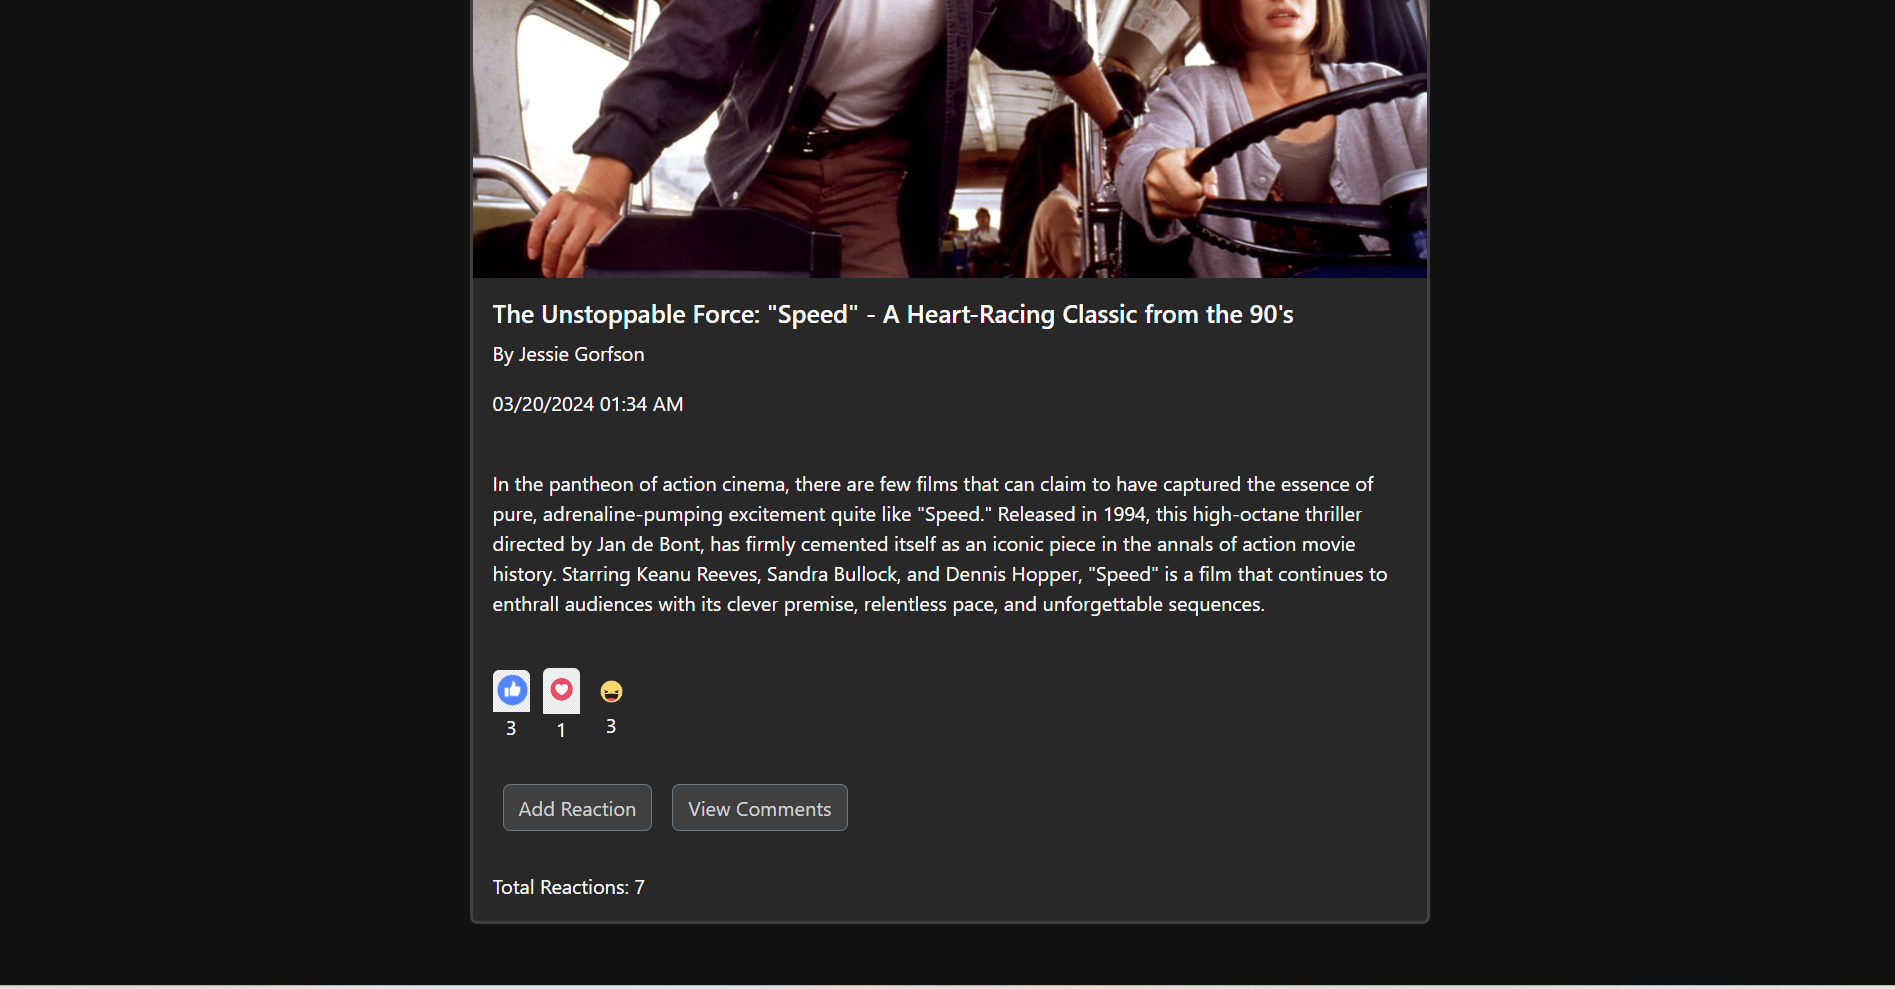 The Unstoppable Force: "Speed" - A Heart-Racing Classic from the 90's
By Jessie Gorfson
03/20/2024 01:34 AM
In the pantheon of action cinema, there are few films that can claim to have captured the essence of
pure, adrenaline-pumping excitement quite like "Speed." Released in 1994, this high-octane thriller
directed by Jan de Bont, has firmly cemented itself as an iconic piece in the annals of action movie
history. Starring Keanu Reeves, Sandra Bullock, and Dennis Hopper, "Speed" is a film that continues to
enthrall audiences with its clever premise, relentless pace, and unforgettable sequences.
3 1 3
Add Reaction View Comments
Total Reactions: 7